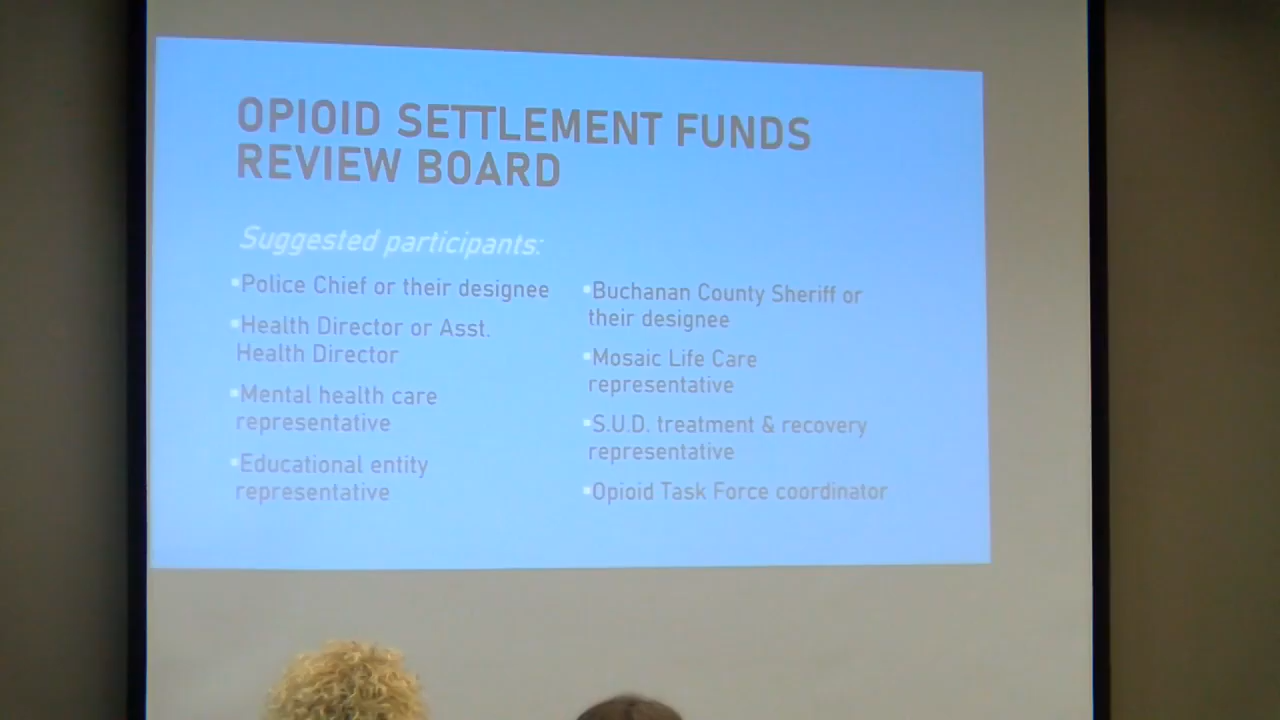 OPIOID SETTLEMENT FUNDS
REVIEW BOARD
Suggested participants:
▪Police Chief or their designee
▪Health Director or Asst.
Health Director
▪Mental health care
representative
▪Educational entity
representative
▪Buchanan County Sheriff or
their designee
▪Mosaic Life Care
representative
▪S.U.D. treatment & recovery
representative
▪Opioid Task Force coordinator